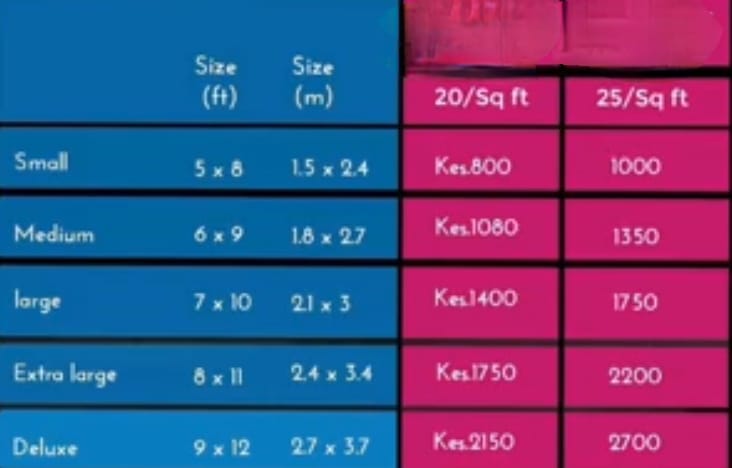 Size (ft) Size (m) 20/Sq ft 25/Sq ft
Small 5 x 8 1.5 x 2.4 Kes.800 1000
Medium 6 x 9 1.8 x 2.7 Kes.1080 1350
large 7 x 10 2.1 x 3 Kes.1400 1750
Extra large 8 x 11 2.4 x 3.4 Kes.1750 2200
Deluxe 9 x 12 2.7 x 3.7 Kes.2150 2700